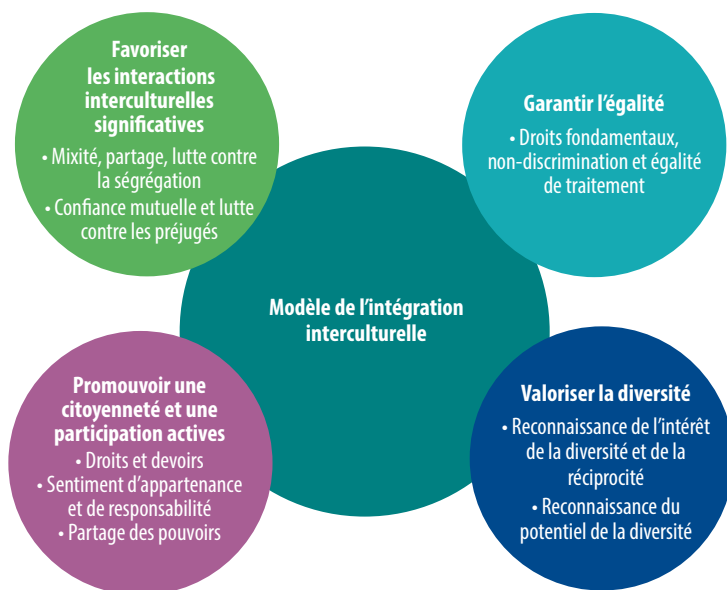 Favoriser
les interactions
interculturelles
significatives
• Mixité, partage, lutte contre
la ségrégation
• Confiance mutuelle et lutte
contre les préjugés
Garantir l’égalité
• Droits fondamentaux,
non-discrimination et égalité
de traitement
Modèle de l’intégration
interculturelle
Promouvoir une
citoyenneté et une
participation actives
• Droits et devoirs
• Sentiment d’appartenance
et de responsabilité
• Partage des pouvoirs
Valoriser la diversité
• Reconnaissance de l’intérêt
de la diversité et de la
réciprocité
• Reconnaissance du
potentiel de la diversité